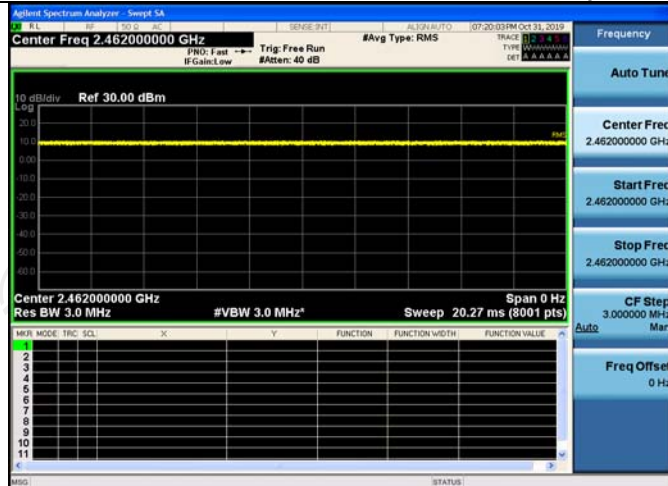 Agilent Spectrum Analyzer - Swept SA
RL RF 50 Ω AC SENSE:INT ALIGNAUTO 07:20:03 PM Oct 31, 2019
Center Freq 2.462000000 GHz
PNO: Fast
IFGain:Low
Trig: Free Run
#Atten: 40 dB
#Avg Type: RMS
TRACE 1 2 3 4 5 6
TYPE
DET A A A A A A
Frequency
Auto Tune
10 dB/div Ref 30.00 dBm
Log
20.0
10.0
RMS
0.00
-10.0
-20.0
-30.0
-40.0
-50.0
-60.0
Center Freq
2.462000000 GHz
Start Freq
2.462000000 GHz
Stop Freq
2.462000000 GHz
CF Step
3.000000 MHz
Auto Man
Freq Offset
0 Hz
Center 2.462000000 GHz Span 0 Hz
Res BW 3.0 MHz #VBW 3.0 MHz* Sweep 20.27 ms (8001 pts)
MKR MODE TRC SCL X Y FUNCTION FUNCTION WIDTH FUNCTION VALUE
1
2
3
4
5
6
7
8
9
10
11
MSG STATUS